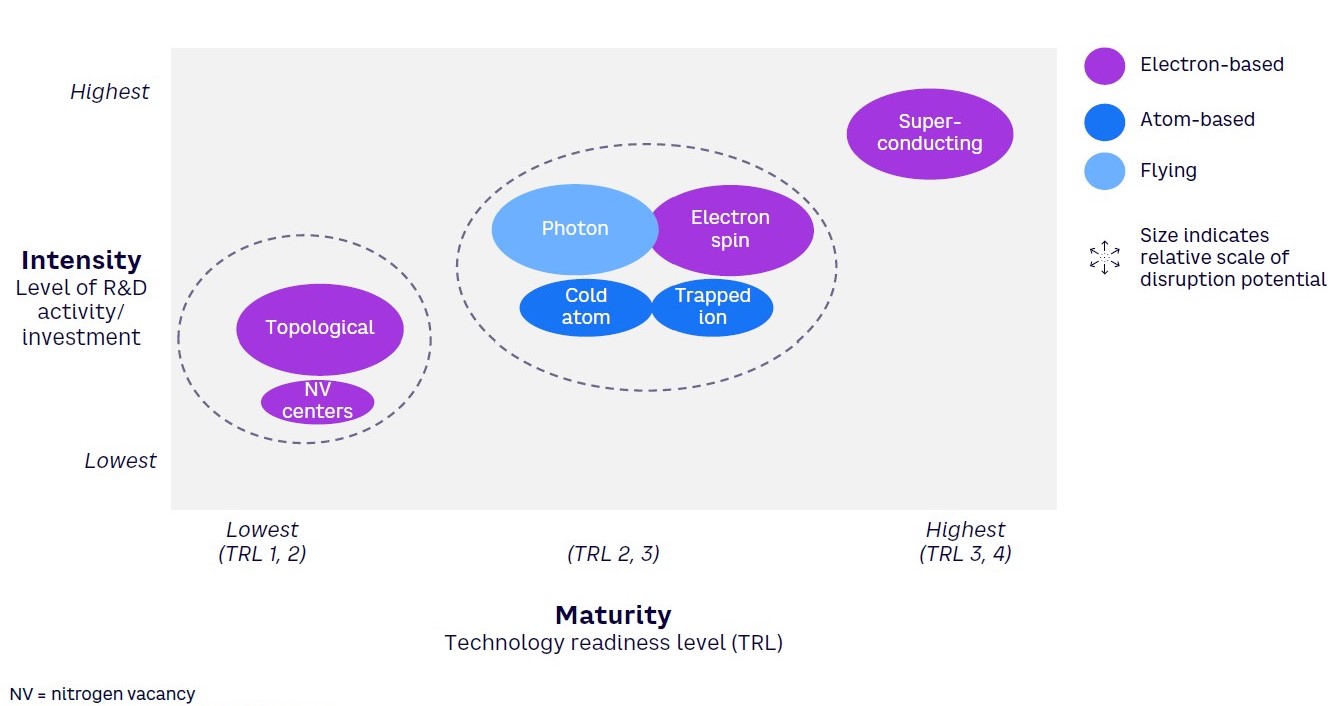 Highest
Super-
conducting
Electron-based
Atom-based
Flying
Size indicates
relative scale of
disruption potential
Photon
Electron
spin
Cold
atom
Trapped
ion
Intensity
Level of R&D
activity/
investment
Topological
NV
centers
Lowest
Lowest
(TRL 1, 2)
(TRL 2, 3)
Highest
(TRL 3, 4)
Maturity
Technology readiness level (TRL)
NV = nitrogen vacancy